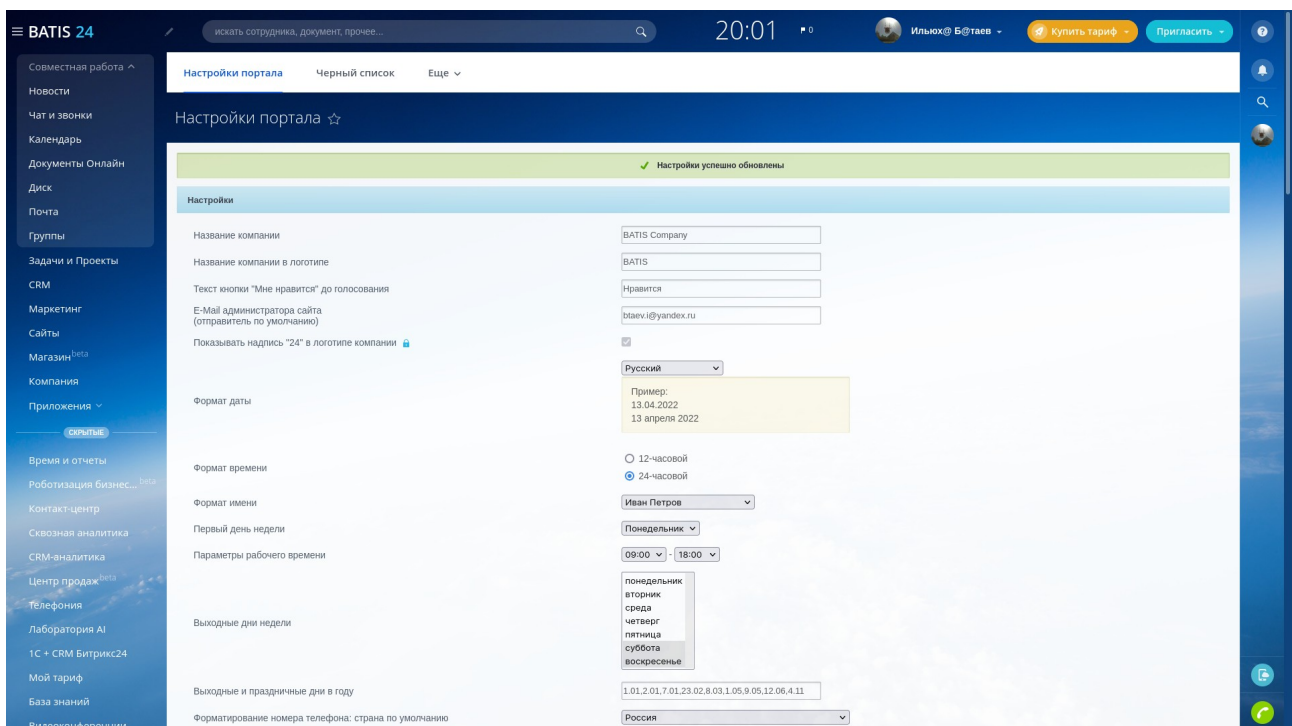 BATIS 24
искать сотрудника, документ, прочее...
20:01
0
Ильюх@ Б@таев
Купить тариф
Пригласить
Совместная работа
Новости
Чат и звонки
Календарь
Документы Онлайн
Диск
Почта
Группы
Задачи и Проекты
CRM
Маркетинг
Сайты
Магазин beta
Компания
Приложения
СКРЫТЫЕ
Время и отчеты
Роботизация бизнес... beta
Контакт-центр
Сквозная аналитика
CRM-аналитика
Центр продаж beta
Телефония
Лаборатория AI
1С + CRM Битрикс24
Мой тариф
База знаний
Видеоконференции
Настройки портала
Черный список
Еще
Настройки портала
Настройки успешно обновлены
Настройки
Название компании
BATIS Company
Название компании в логотипе
BATIS
Текст кнопки "Мне нравится" до голосования
Нравится
E-Mail администратора сайта
(отправитель по умолчанию)
btaev.i@yandex.ru
Показывать надпись "24" в логотипе компании
Формат даты
Русский
Пример:
13.04.2022
13 апреля 2022
Формат времени
12-часовой
24-часовой
Формат имени
Иван Петров
Первый день недели
Понедельник
Параметры рабочего времени
09:00 - 18:00
Выходные дни недели
понедельник
вторник
среда
четверг
пятница
суббота
воскресенье
Выходные и праздничные дни в году
1.01,2.01,7.01,23.02,8.03,1.05,9.05,12.06,4.11
Форматирование номера телефона: страна по умолчанию
Россия